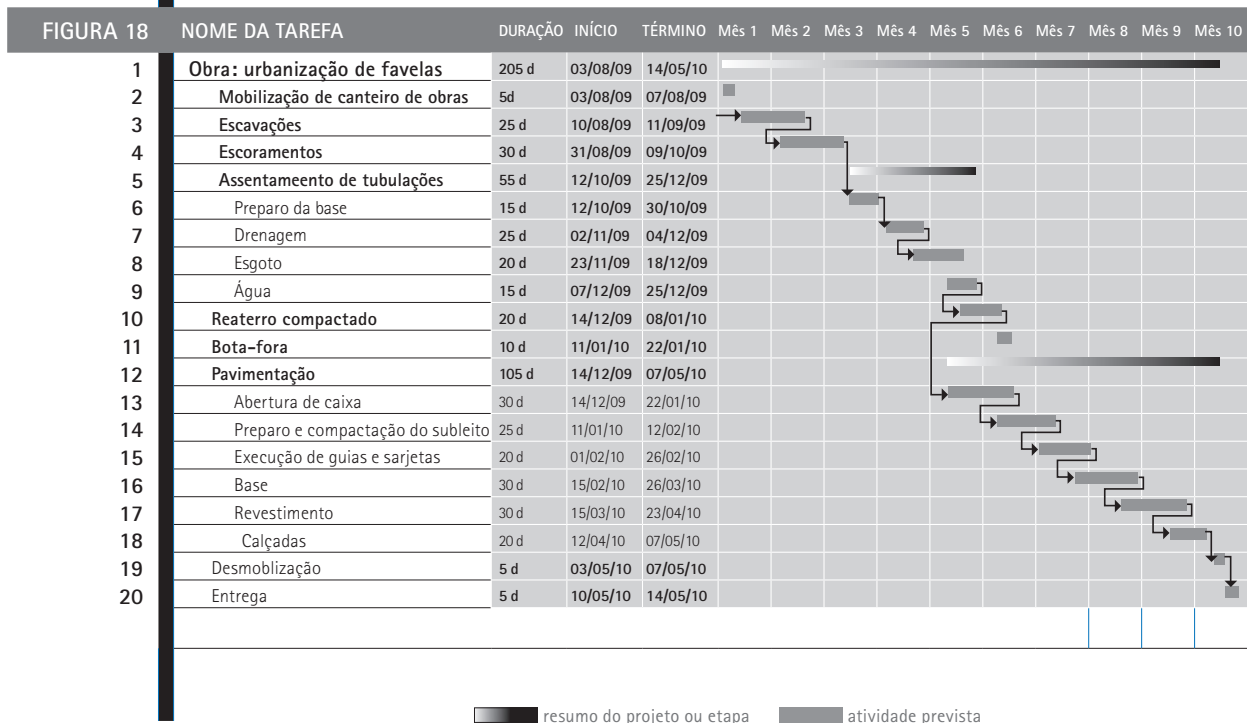 FIGURA 18 NOME DA TAREFA DURAÇÃO INÍCIO TÉRMINO Mês 1 Mês 2 Mês 3 Mês 4 Mês 5 Mês 6 Mês 7 Mês 8 Mês 9 Mês 10
1 Obra: urbanização de favelas 205 d 03/08/09 14/05/10
2 Mobilização de canteiro de obras 5d 03/08/09 07/08/09
3 Escavações 25 d 10/08/09 11/09/09
4 Escoramentos 30 d 31/08/09 09/10/09
5 Assentameento de tubulações 55 d 12/10/09 25/12/09
6 Preparo da base 15 d 12/10/09 30/10/09
7 Drenagem 25 d 02/11/09 04/12/09
8 Esgoto 20 d 23/11/09 18/12/09
9 Água 15 d 07/12/09 25/12/09
10 Reaterro compactado 20 d 14/12/09 08/01/10
11 Bota-fora 10 d 11/01/10 22/01/10
12 Pavimentação 105 d 14/12/09 07/05/10
13 Abertura de caixa 30 d 14/12/09 22/01/10
14 Preparo e compactação do subleito 25 d 11/01/10 12/02/10
15 Execução de guias e sarjetas 20 d 01/02/10 26/02/10
16 Base 30 d 15/02/10 26/03/10
17 Revestimento 30 d 15/03/10 23/04/10
18 Calçadas 20 d 12/04/10 07/05/10
19 Desmoblização 5 d 03/05/10 07/05/10
20 Entrega 5 d 10/05/10 14/05/10
resumo do projeto ou etapa atividade prevista